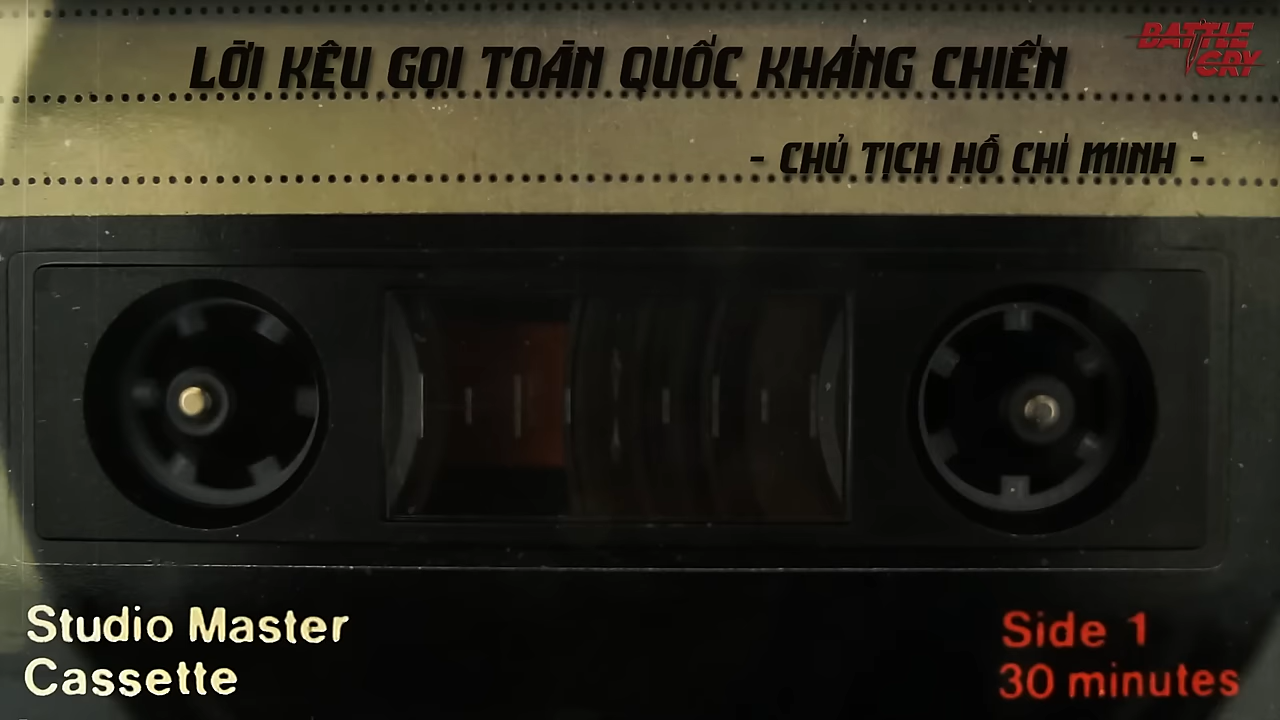 LỜI KÊU GỌI TOÀN QUỐC KHÁNG CHIẾN
BATTLE CRY
- CHỦ TỊCH HỒ CHÍ MINH -
Studio Master
Cassette
Side 1
30 minutes